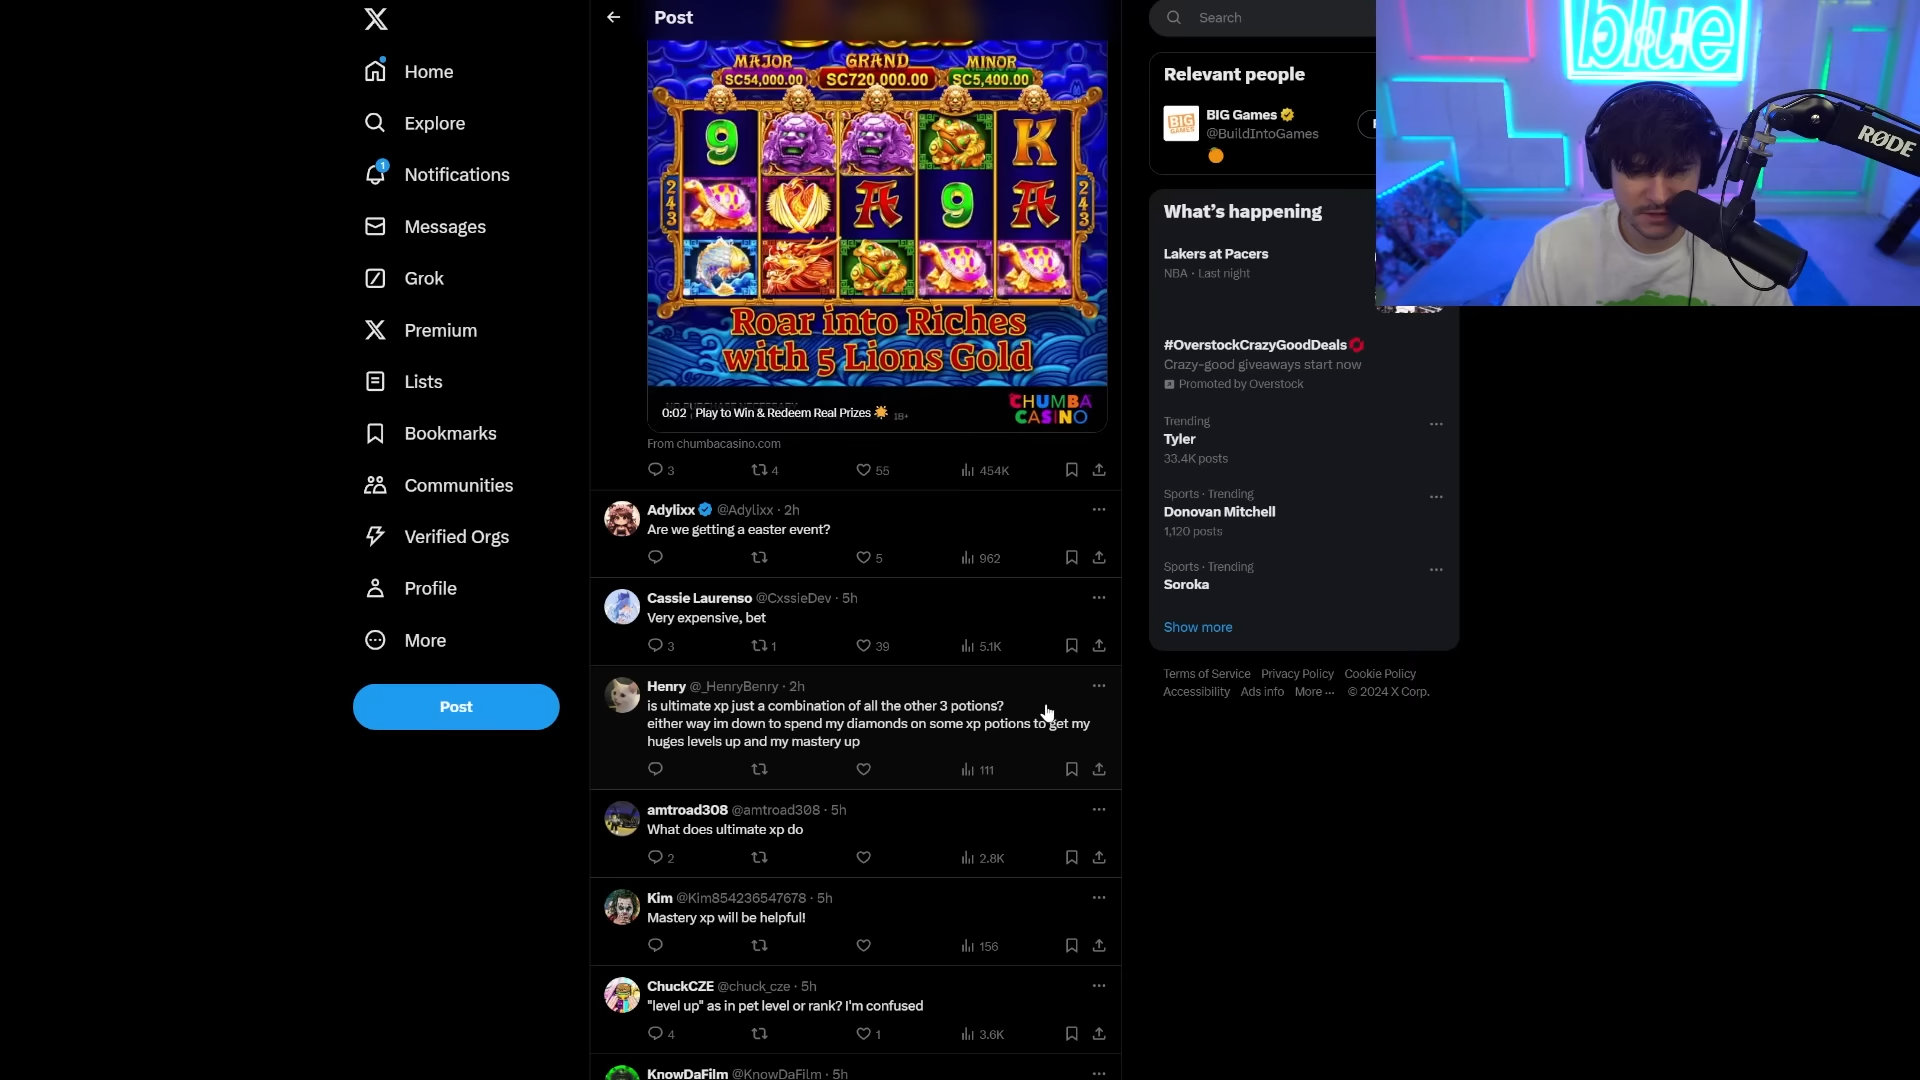 Home
Explore
1
Notifications
Messages
Grok
Premium
Lists
Bookmarks
Communities
Verified Orgs
Profile
More
Post
Post
MAJOR GRAND MINOR
SC54,000.00 SC720,000.00 SC5,400.00
9 K
243 A 9 A 243
Roar into Riches
with 5 Lions Gold
0:02 Play to Win & Redeem Real Prizes 18+
CHUMBA
CASINO
From chumbacasino.com
3 4 55 454K
Adylixx @Adylixx · 2h
Are we getting a easter event?
5 962
Cassie Laurenso @CxssieDev · 5h
Very expensive, bet
3 1 39 5.1K
Henry @_HenryBenry · 2h
is ultimate xp just a combination of all the other 3 potions?
either way im down to spend my diamonds on some xp potions to get my
huges levels up and my mastery up
111
amtroad308 @amtroad308 · 5h
What does ultimate xp do
2 2.8K
Kim @Kim854236547678 · 5h
Mastery xp will be helpful!
156
ChuckCZE @chuck_cze · 5h
"level up" as in pet level or rank? I'm confused
4 1 3.6K
KnowDaFilm @KnowDaFilm · 5h
Search
Relevant people
BIG GAMES
BIG Games
@BuildIntoGames
What's happening
Lakers at Pacers
NBA · Last night
#OverstockCrazyGoodDeals
Crazy-good giveaways start now
Promoted by Overstock
Trending
Tyler
33.4K posts
Sports · Trending
Donovan Mitchell
1,120 posts
Sports · Trending
Soroka
Show more
Terms of Service Privacy Policy Cookie Policy
Accessibility Ads info More ··· © 2024 X Corp.
blue
RØDE